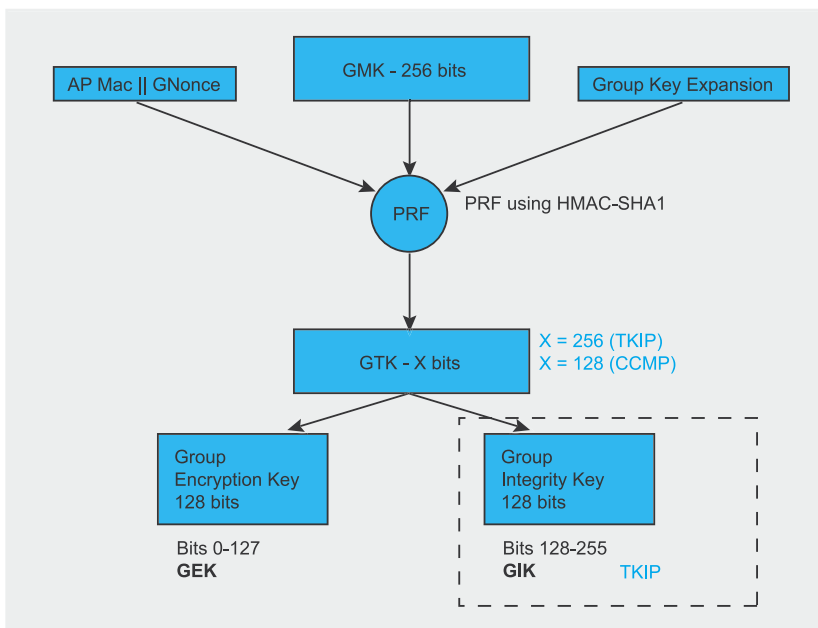 AP Mac || GNonce
GMK - 256 bits
Group Key Expansion
PRF
PRF using HMAC-SHA1
GTK - X bits
X = 256 (TKIP)
X = 128 (CCMP)
Group
Encryption Key
128 bits
Group
Integrity Key
128 bits
Bits 0-127
GEK
Bits 128-255
GIK
TKIP